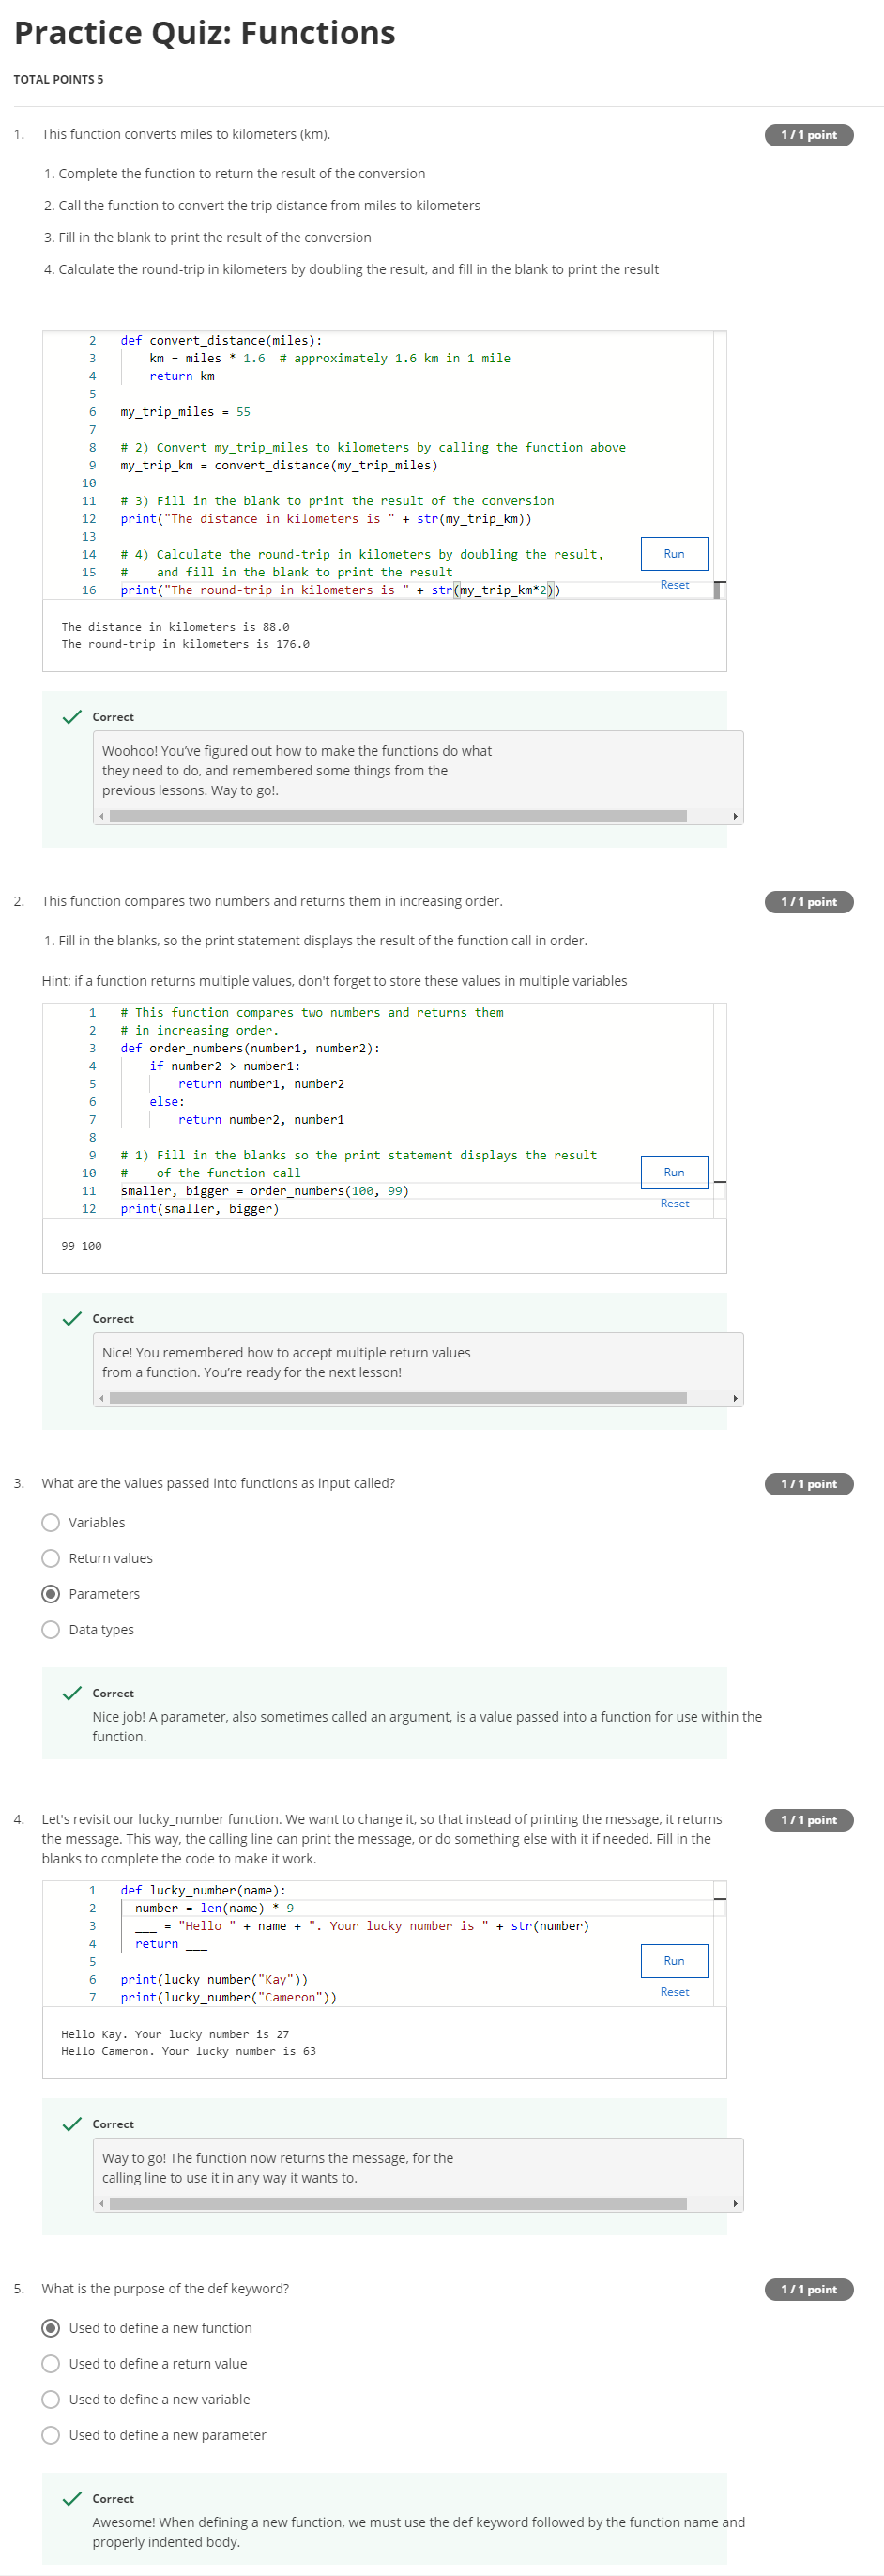 Practice Quiz: Functions
TOTAL POINTS 5
1. This function converts miles to kilometers (km).
1 / 1 point
1. Complete the function to return the result of the conversion
2. Call the function to convert the trip distance from miles to kilometers
3. Fill in the blank to print the result of the conversion
4. Calculate the round-trip in kilometers by doubling the result, and fill in the blank to print the result
2 def convert_distance(miles):
3     km = miles * 1.6  # approximately 1.6 km in 1 mile
4     return km
5
6 my_trip_miles = 55
7
8 # 2) Convert my_trip_miles to kilometers by calling the function above
9 my_trip_km = convert_distance(my_trip_miles)
10
11 # 3) Fill in the blank to print the result of the conversion
12 print("The distance in kilometers is " + str(my_trip_km))
13
14 # 4) Calculate the round-trip in kilometers by doubling the result,
15 #    and fill in the blank to print the result
16 print("The round-trip in kilometers is " + str(my_trip_km*2))
Run
Reset
The distance in kilometers is 88.0
The round-trip in kilometers is 176.0
Correct
Woohoo! You've figured out how to make the functions do what
they need to do, and remembered some things from the
previous lessons. Way to go!.
2. This function compares two numbers and returns them in increasing order.
1 / 1 point
1. Fill in the blanks, so the print statement displays the result of the function call in order.
Hint: if a function returns multiple values, don't forget to store these values in multiple variables
1 # This function compares two numbers and returns them
2 # in increasing order.
3 def order_numbers(number1, number2):
4     if number2 > number1:
5         return number1, number2
6     else:
7         return number2, number1
8
9 # 1) Fill in the blanks so the print statement displays the result
10 #    of the function call
11 smaller, bigger = order_numbers(100, 99)
12 print(smaller, bigger)
Run
Reset
99 100
Correct
Nice! You remembered how to accept multiple return values
from a function. You're ready for the next lesson!
3. What are the values passed into functions as input called?
1 / 1 point
Variables
Return values
Parameters
Data types
Correct
Nice job! A parameter, also sometimes called an argument, is a value passed into a function for use within the
function.
4. Let's revisit our lucky_number function. We want to change it, so that instead of printing the message, it returns
the message. This way, the calling line can print the message, or do something else with it if needed. Fill in the
blanks to complete the code to make it work.
1 / 1 point
1 def lucky_number(name):
2   number = len(name) * 9
3   ___ = "Hello " + name + ". Your lucky number is " + str(number)
4   return ___
5
6 print(lucky_number("Kay"))
7 print(lucky_number("Cameron"))
Run
Reset
Hello Kay. Your lucky number is 27
Hello Cameron. Your lucky number is 63
Correct
Way to go! The function now returns the message, for the
calling line to use it in any way it wants to.
5. What is the purpose of the def keyword?
1 / 1 point
Used to define a new function
Used to define a return value
Used to define a new variable
Used to define a new parameter
Correct
Awesome! When defining a new function, we must use the def keyword followed by the function name and
properly indented body.